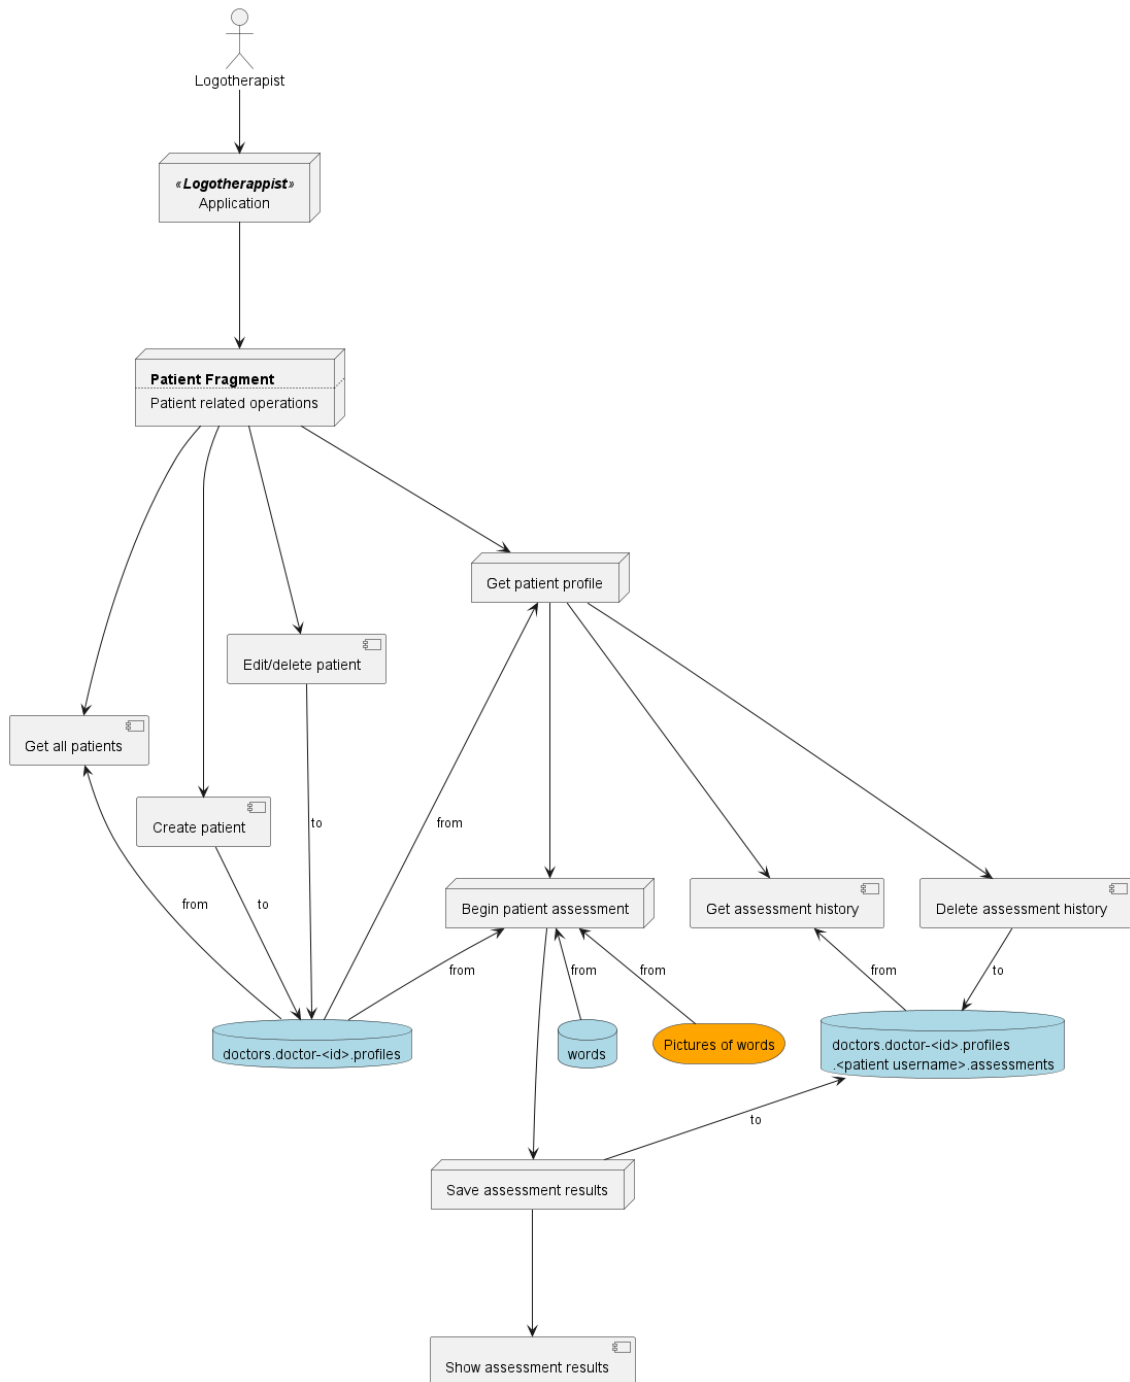 Logotherapist
«Logotherappist»
Application
Patient Fragment
Patient related operations
Get patient profile
Edit/delete patient
Get all patients
Create patient
to
from
from
to
Begin patient assessment
Get assessment history
Delete assessment history
from
from
from
from
to
doctors.doctor-<id>.profiles
words
Pictures of words
doctors.doctor-<id>.profiles
.<patient username>.assessments
to
Save assessment results
Show assessment results